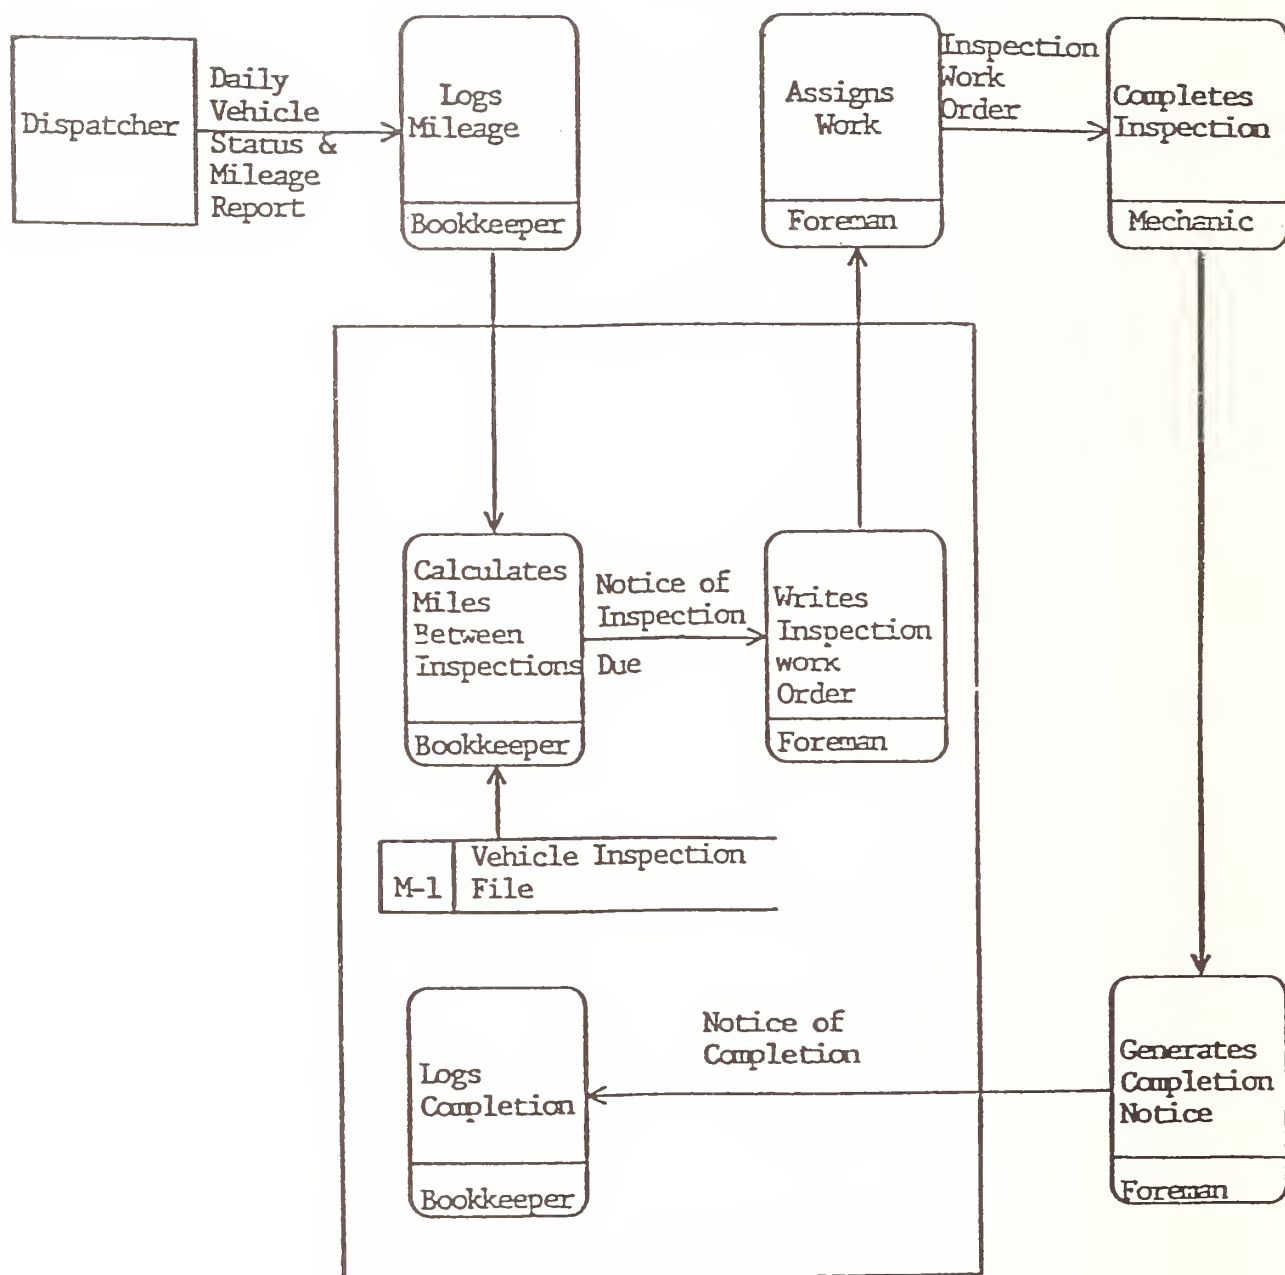 Dispatcher
Daily
Vehicle
Status &
Mileage
Report
Logs
Mileage
Bookkeeper
Assigns
Work
Foreman
Inspection
Work
Order
Completes
Inspection
Mechanic
Calculates
Miles
Between
Inspections
Bookkeeper
Notice of
Inspection
Due
Writes
Inspection
work
Order
Foreman
M-1
Vehicle Inspection
File
Logs
Completion
Bookkeeper
Notice of
Completion
Generates
Completion
Notice
Foreman